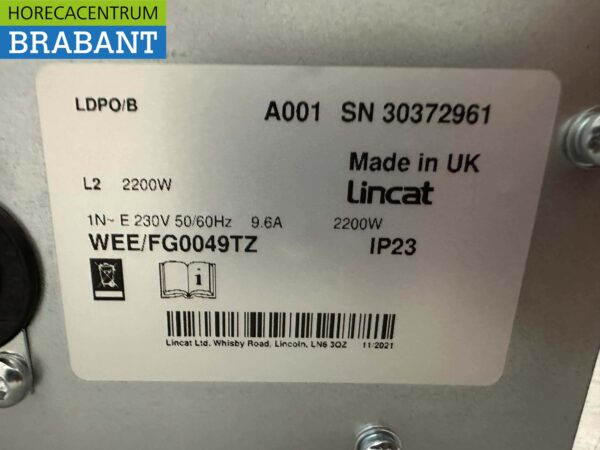 HORECACENTRUM
BRABANT
LDPO/B
A001 SN 30372961
Made in UK
Lincat
L2 2200W
1N~ E 230V 50/60Hz 9.6A 2200W
WEE/FG0049TZ IP23
i
Lincat Ltd. Whisby Road, Lincoln, LN6 3QZ 11/2021